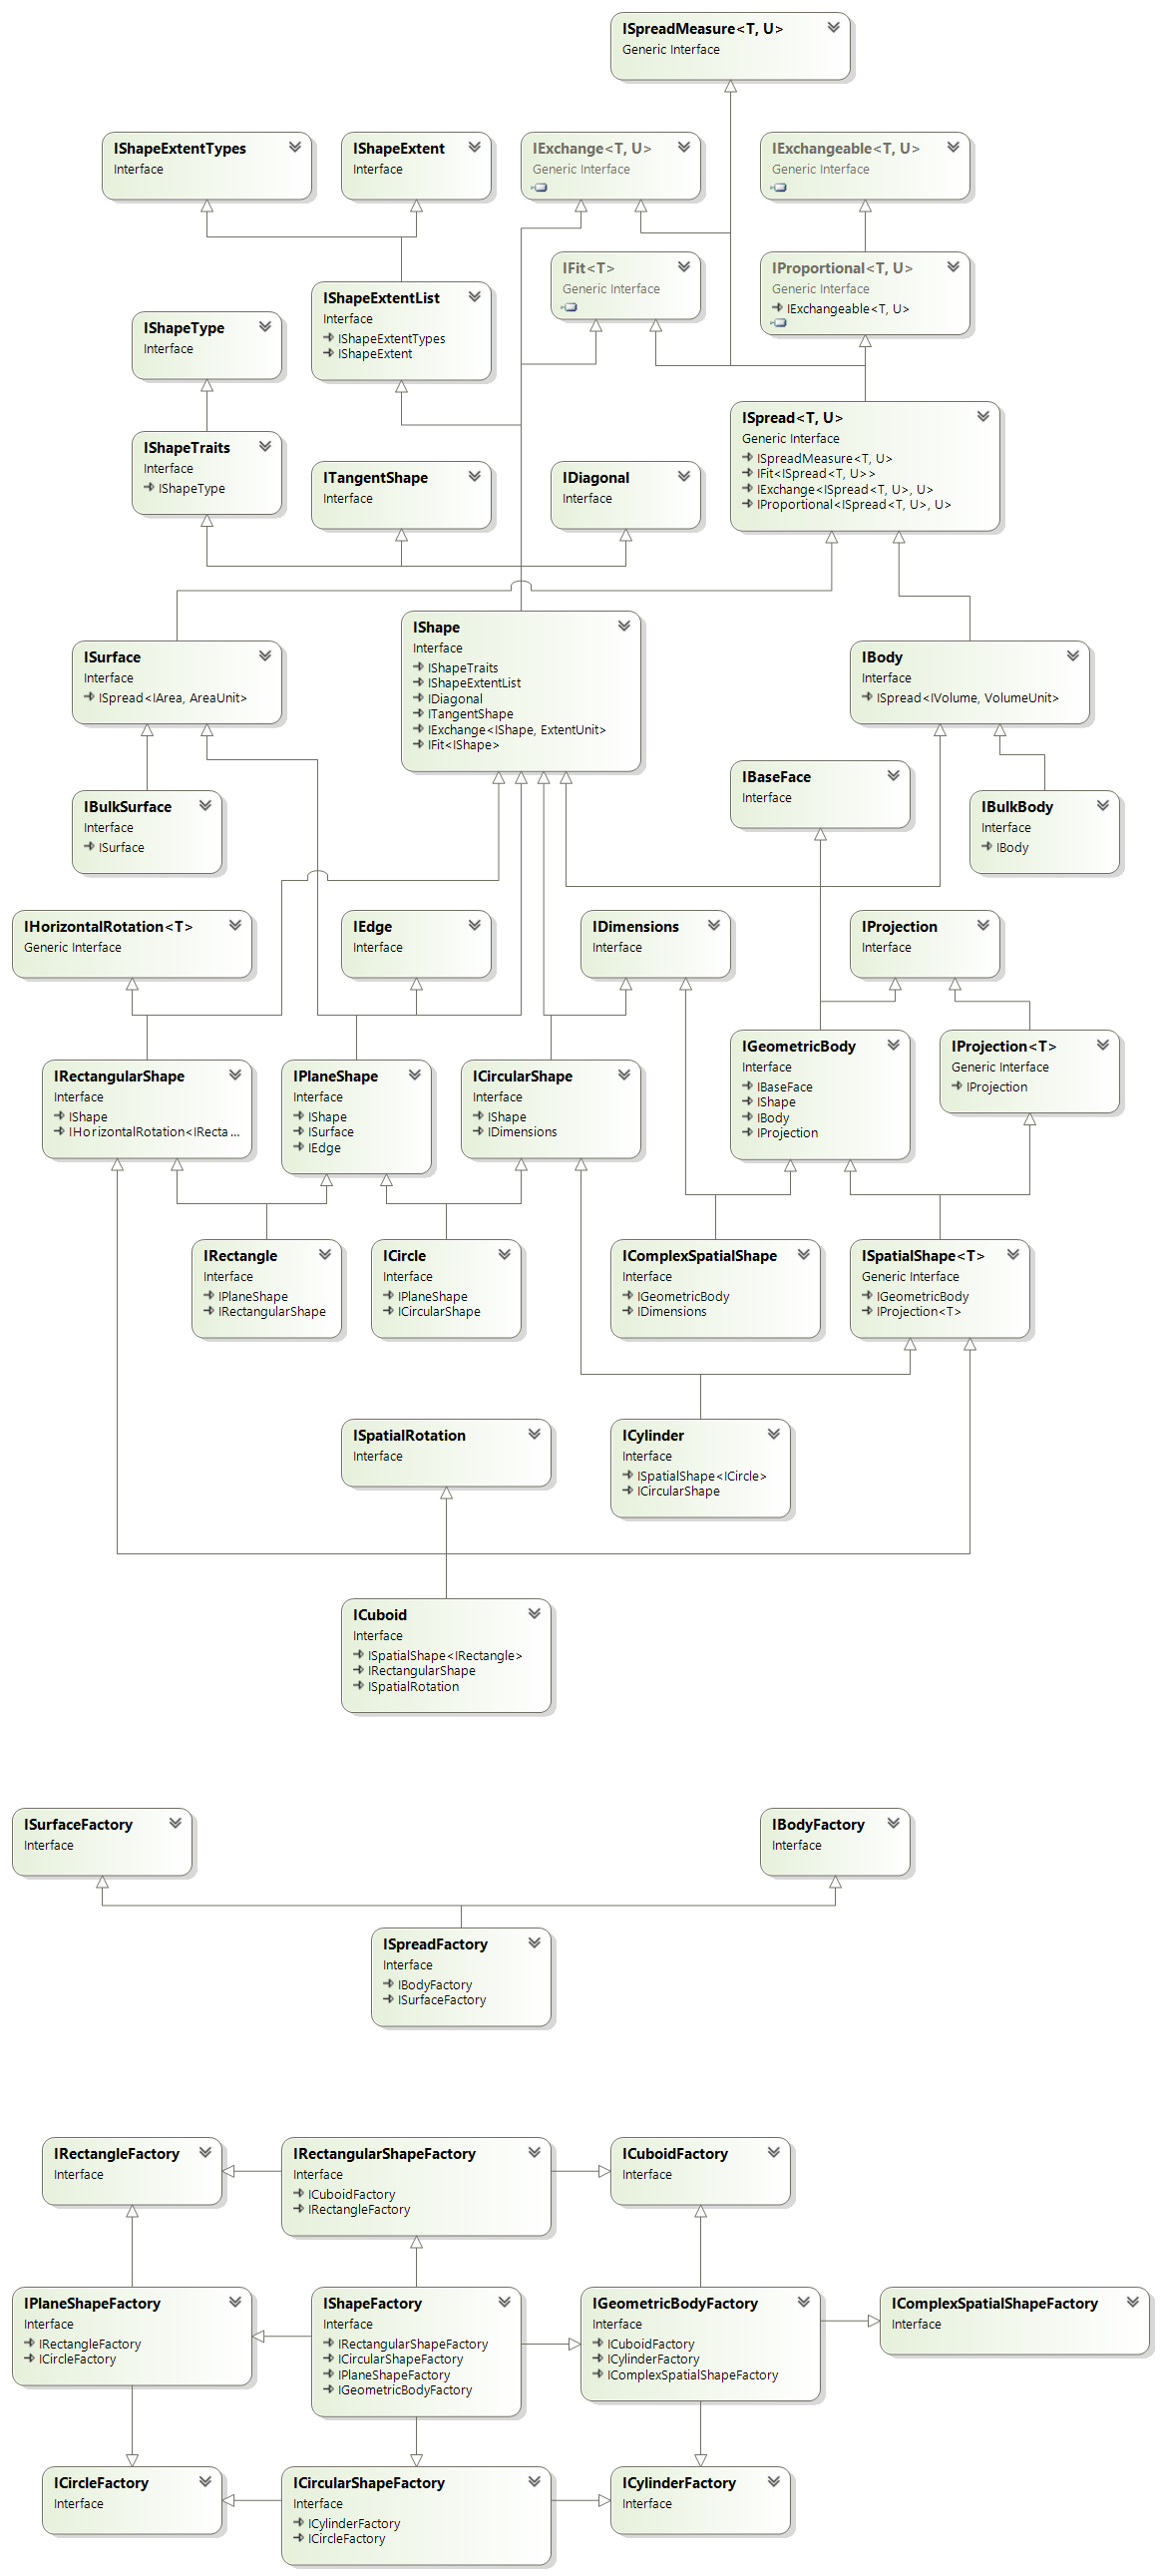 ISpreadMeasure<T, U>
Generic Interface
IShapeExtentTypes
Interface
IShapeExtent
Interface
IExchange<T, U>
Generic Interface
IExchangeable<T, U>
Generic Interface
IFit<T>
Generic Interface
IProportional<T, U>
Generic Interface
IExchangeable<T, U>
IShapeExtentList
Interface
IShapeExtentTypes
IShapeExtent
IShapeType
Interface
ISpread<T, U>
Generic Interface
ISpreadMeasure<T, U>
IFit<ISpread<T, U>>
IExchange<ISpread<T, U>, U>
IProportional<ISpread<T, U>, U>
IShapeTraits
Interface
IShapeType
ITangentShape
Interface
IDiagonal
Interface
IShape
Interface
IShapeTraits
IShapeExtentList
IDiagonal
ITangentShape
IExchange<IShape, ExtentUnit>
IFit<IShape>
ISurface
Interface
ISpread<IArea, AreaUnit>
IBody
Interface
ISpread<IVolume, VolumeUnit>
IBaseFace
Interface
IBulkSurface
Interface
ISurface
IBulkBody
Interface
IBody
IHorizontalRotation<T>
Generic Interface
IEdge
Interface
IDimensions
Interface
IProjection
Interface
IGeometricBody
Interface
IBaseFace
IShape
IBody
IProjection
IProjection<T>
Generic Interface
IProjection
IRectangularShape
Interface
IShape
IHorizontalRotation<IRecta...
IPlaneShape
Interface
IShape
ISurface
IEdge
ICircularShape
Interface
IShape
IDimensions
IRectangle
Interface
IPlaneShape
IRectangularShape
ICircle
Interface
IPlaneShape
ICircularShape
IComplexSpatialShape
Interface
IGeometricBody
IDimensions
ISpatialShape<T>
Generic Interface
IGeometricBody
IProjection<T>
ISpatialRotation
Interface
ICylinder
Interface
ISpatialShape<ICircle>
ICircularShape
ICuboid
Interface
ISpatialShape<IRectangle>
IRectangularShape
ISpatialRotation
ISurfaceFactory
Interface
IBodyFactory
Interface
ISpreadFactory
Interface
IBodyFactory
ISurfaceFactory
IRectangleFactory
Interface
IRectangularShapeFactory
Interface
ICuboidFactory
IRectangleFactory
ICuboidFactory
Interface
IPlaneShapeFactory
Interface
IRectangleFactory
ICircleFactory
IShapeFactory
Interface
IRectangularShapeFactory
ICircularShapeFactory
IPlaneShapeFactory
IGeometricBodyFactory
IGeometricBodyFactory
Interface
ICuboidFactory
ICylinderFactory
IComplexSpatialShapeFactory
IComplexSpatialShapeFactory
Interface
ICircleFactory
Interface
ICircularShapeFactory
Interface
ICylinderFactory
ICircleFactory
ICylinderFactory
Interface